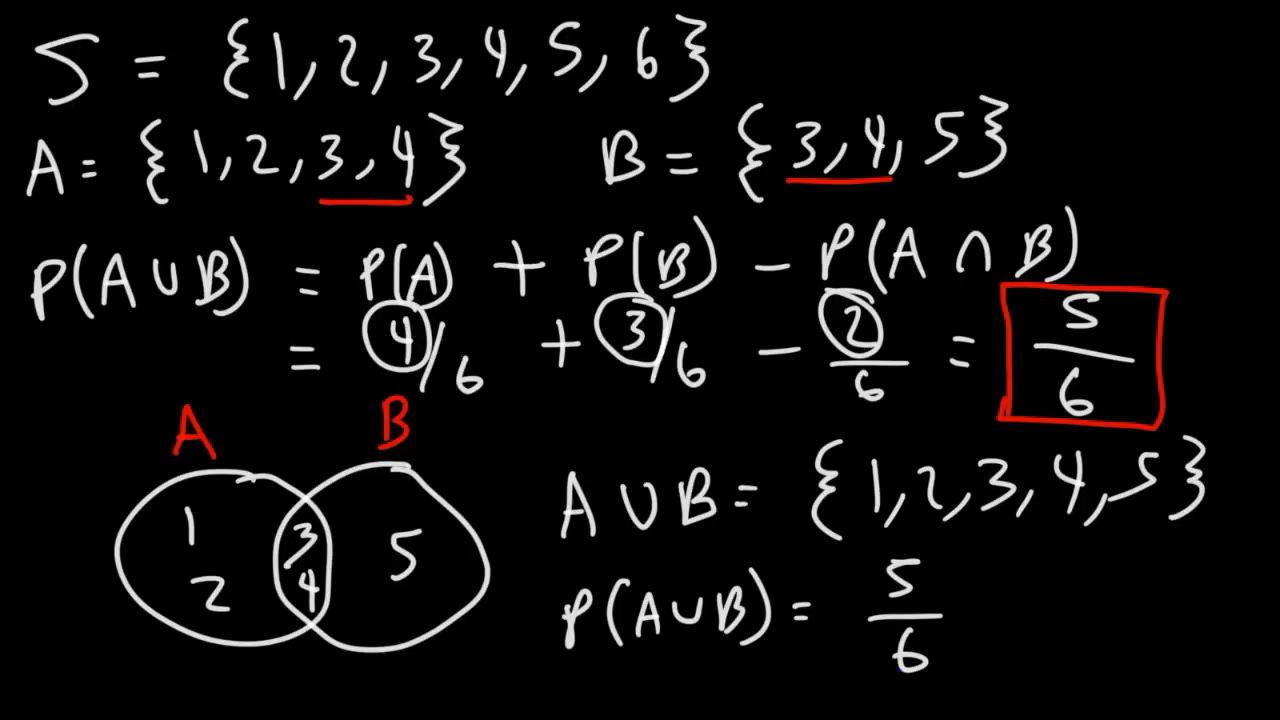 S = {1, 2, 3, 4, 5, 6}
A = {1, 2, 3, 4} B = {3, 4, 5}
P(A ∪ B) = P(A) + P(B) − P(A ∩ B)
= 4/6 + 3/6 − 2/6 = 5/6
A B
A ∪ B = {1, 2, 3, 4, 5}
1 3 5
2 4
P(A ∪ B) = 5/6